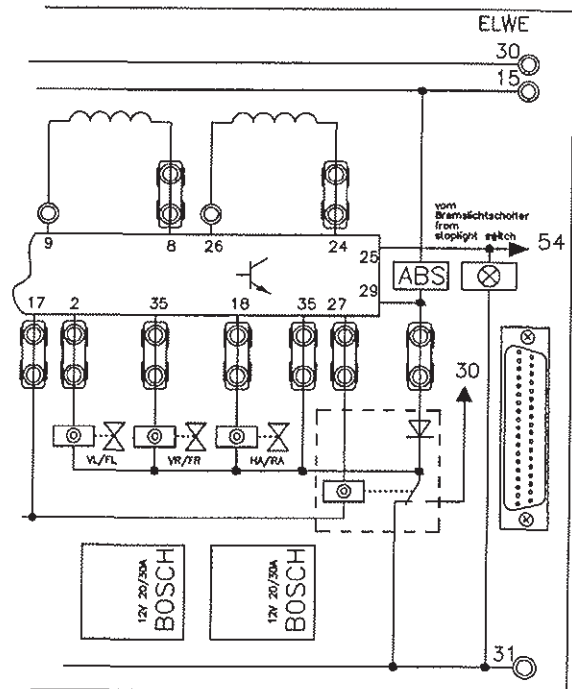 ELWE
30
15
9
8
26
24
vom
Bremslichtschalter
from
stoplight switch
54
25
ABS
29
17
2
35
18
35
27
30
VL/FL
VR/FR
HA/RA
12V 20/30A
BOSCH
12V 20/30A
BOSCH
31